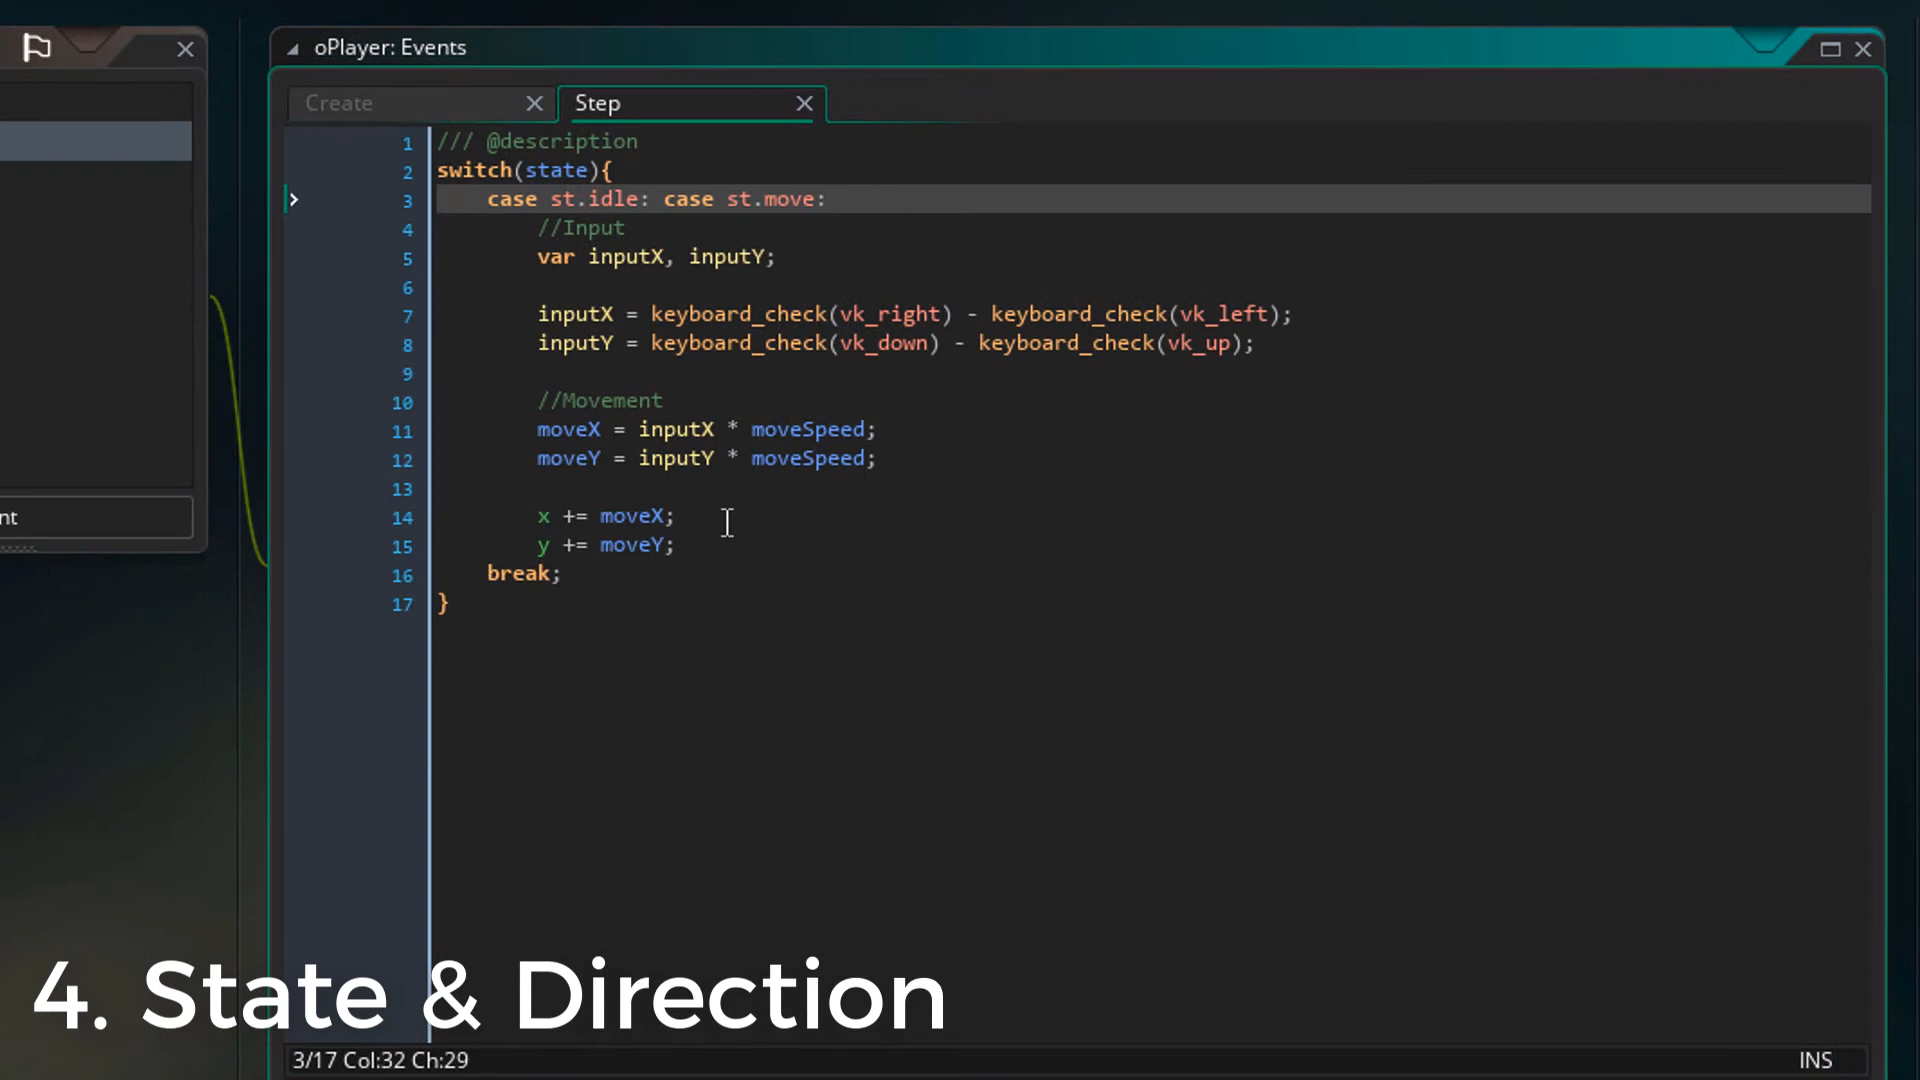 oPlayer: Events
Create
Step
1 /// @description
2 switch(state){
3 case st.idle: case st.move:
4 //Input
5 var inputX, inputY;
6
7 inputX = keyboard_check(vk_right) - keyboard_check(vk_left);
8 inputY = keyboard_check(vk_down) - keyboard_check(vk_up);
9
10 //Movement
11 moveX = inputX * moveSpeed;
12 moveY = inputY * moveSpeed;
13
14 x += moveX;
15 y += moveY;
16 break;
17 }
nt
4. State & Direction
3/17 Col:32 Ch:29
INS